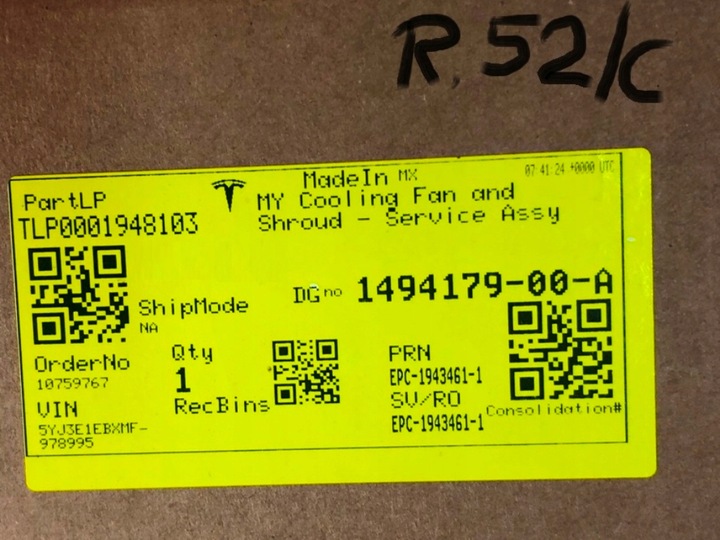 R.52/C
07:41:24 +0000 UTC
MadeIn MX
PartLP
TLP0001948103
MY Cooling Fan and
Shroud - Service Assy
ShipMode
NA
DG no
1494179-00-A
OrderNo
10759767
Qty
1
PRN
EPC-1943461-1
VIN
5YJ3E1EBXMF-
978995
RecBins
SV/RO
EPC-1943461-1
Consolidation#